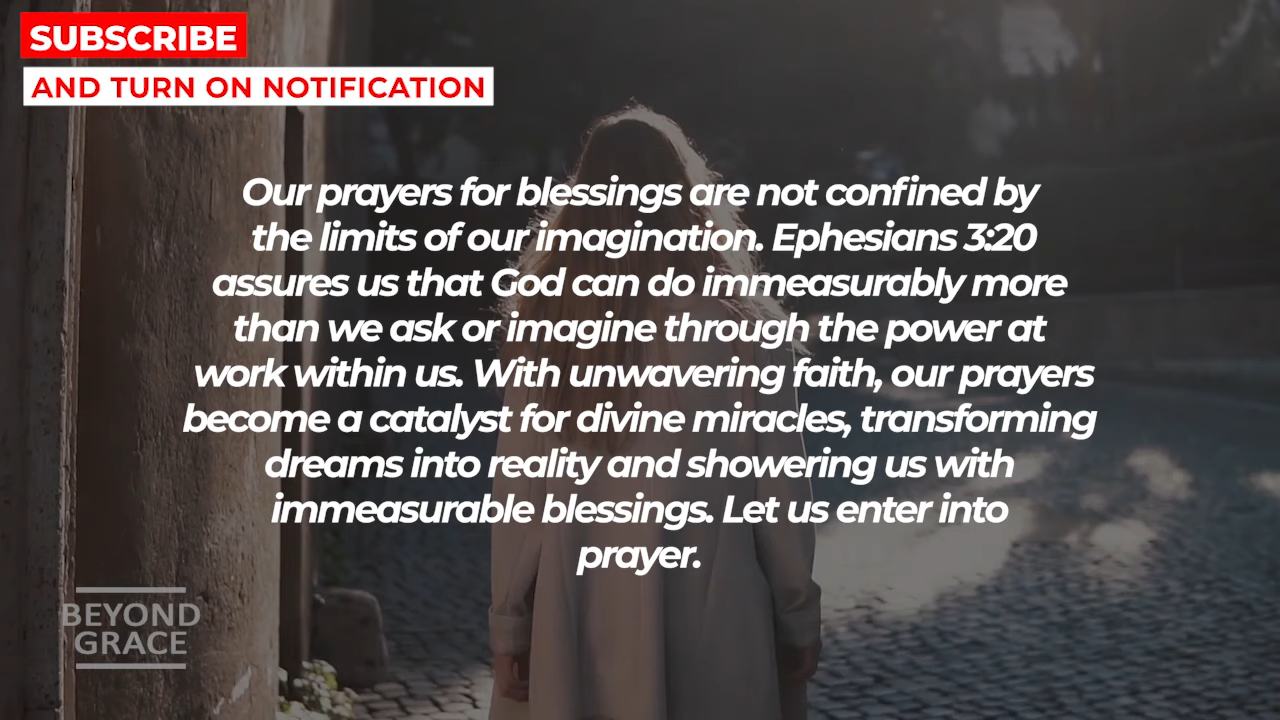 SUBSCRIBE
AND TURN ON NOTIFICATION
Our prayers for blessings are not confined by
the limits of our imagination. Ephesians 3:20
assures us that God can do immeasurably more
than we ask or imagine through the power at
work within us. With unwavering faith, our prayers
become a catalyst for divine miracles, transforming
dreams into reality and showering us with
immeasurable blessings. Let us enter into
prayer.
BEYOND
GRACE